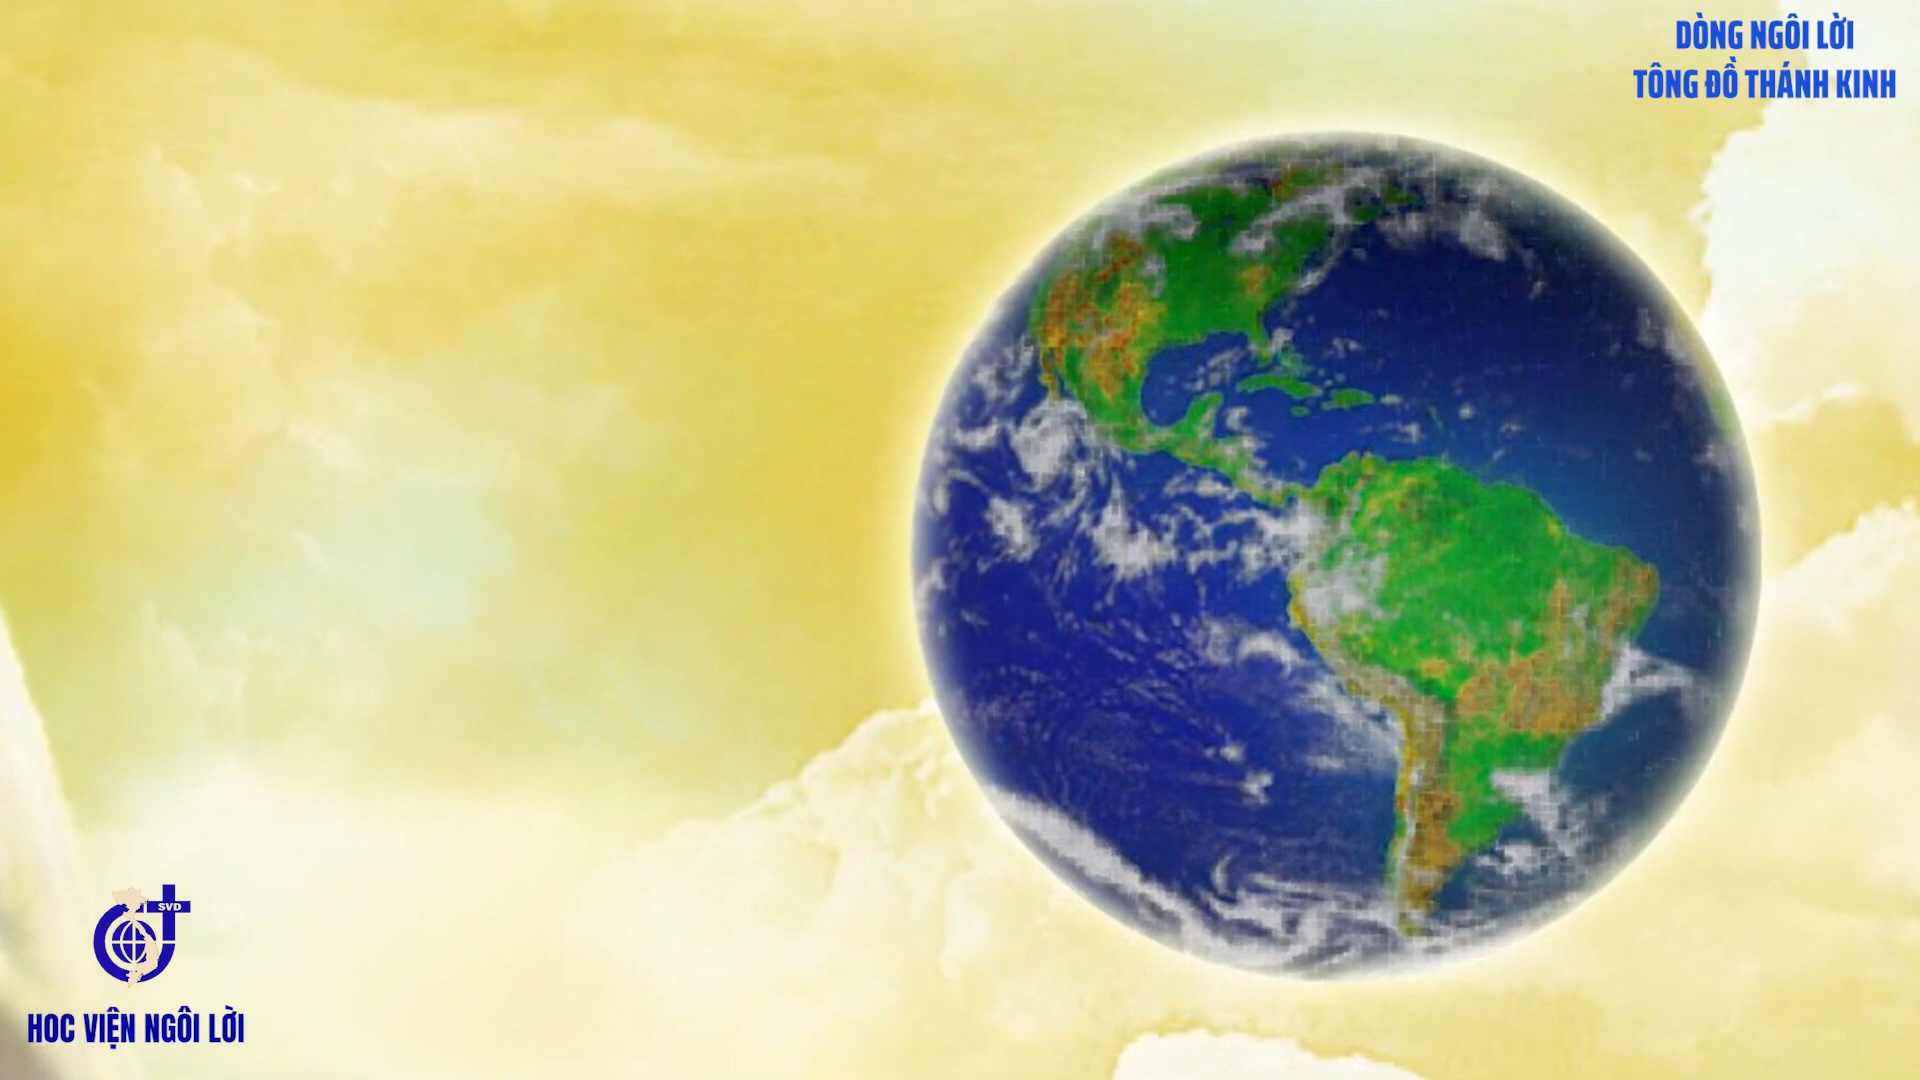 DÒNG NGÔI LỜI
TÔNG ĐỒ THÁNH KINH
SVD
HOC VIỆN NGÔI LỜI